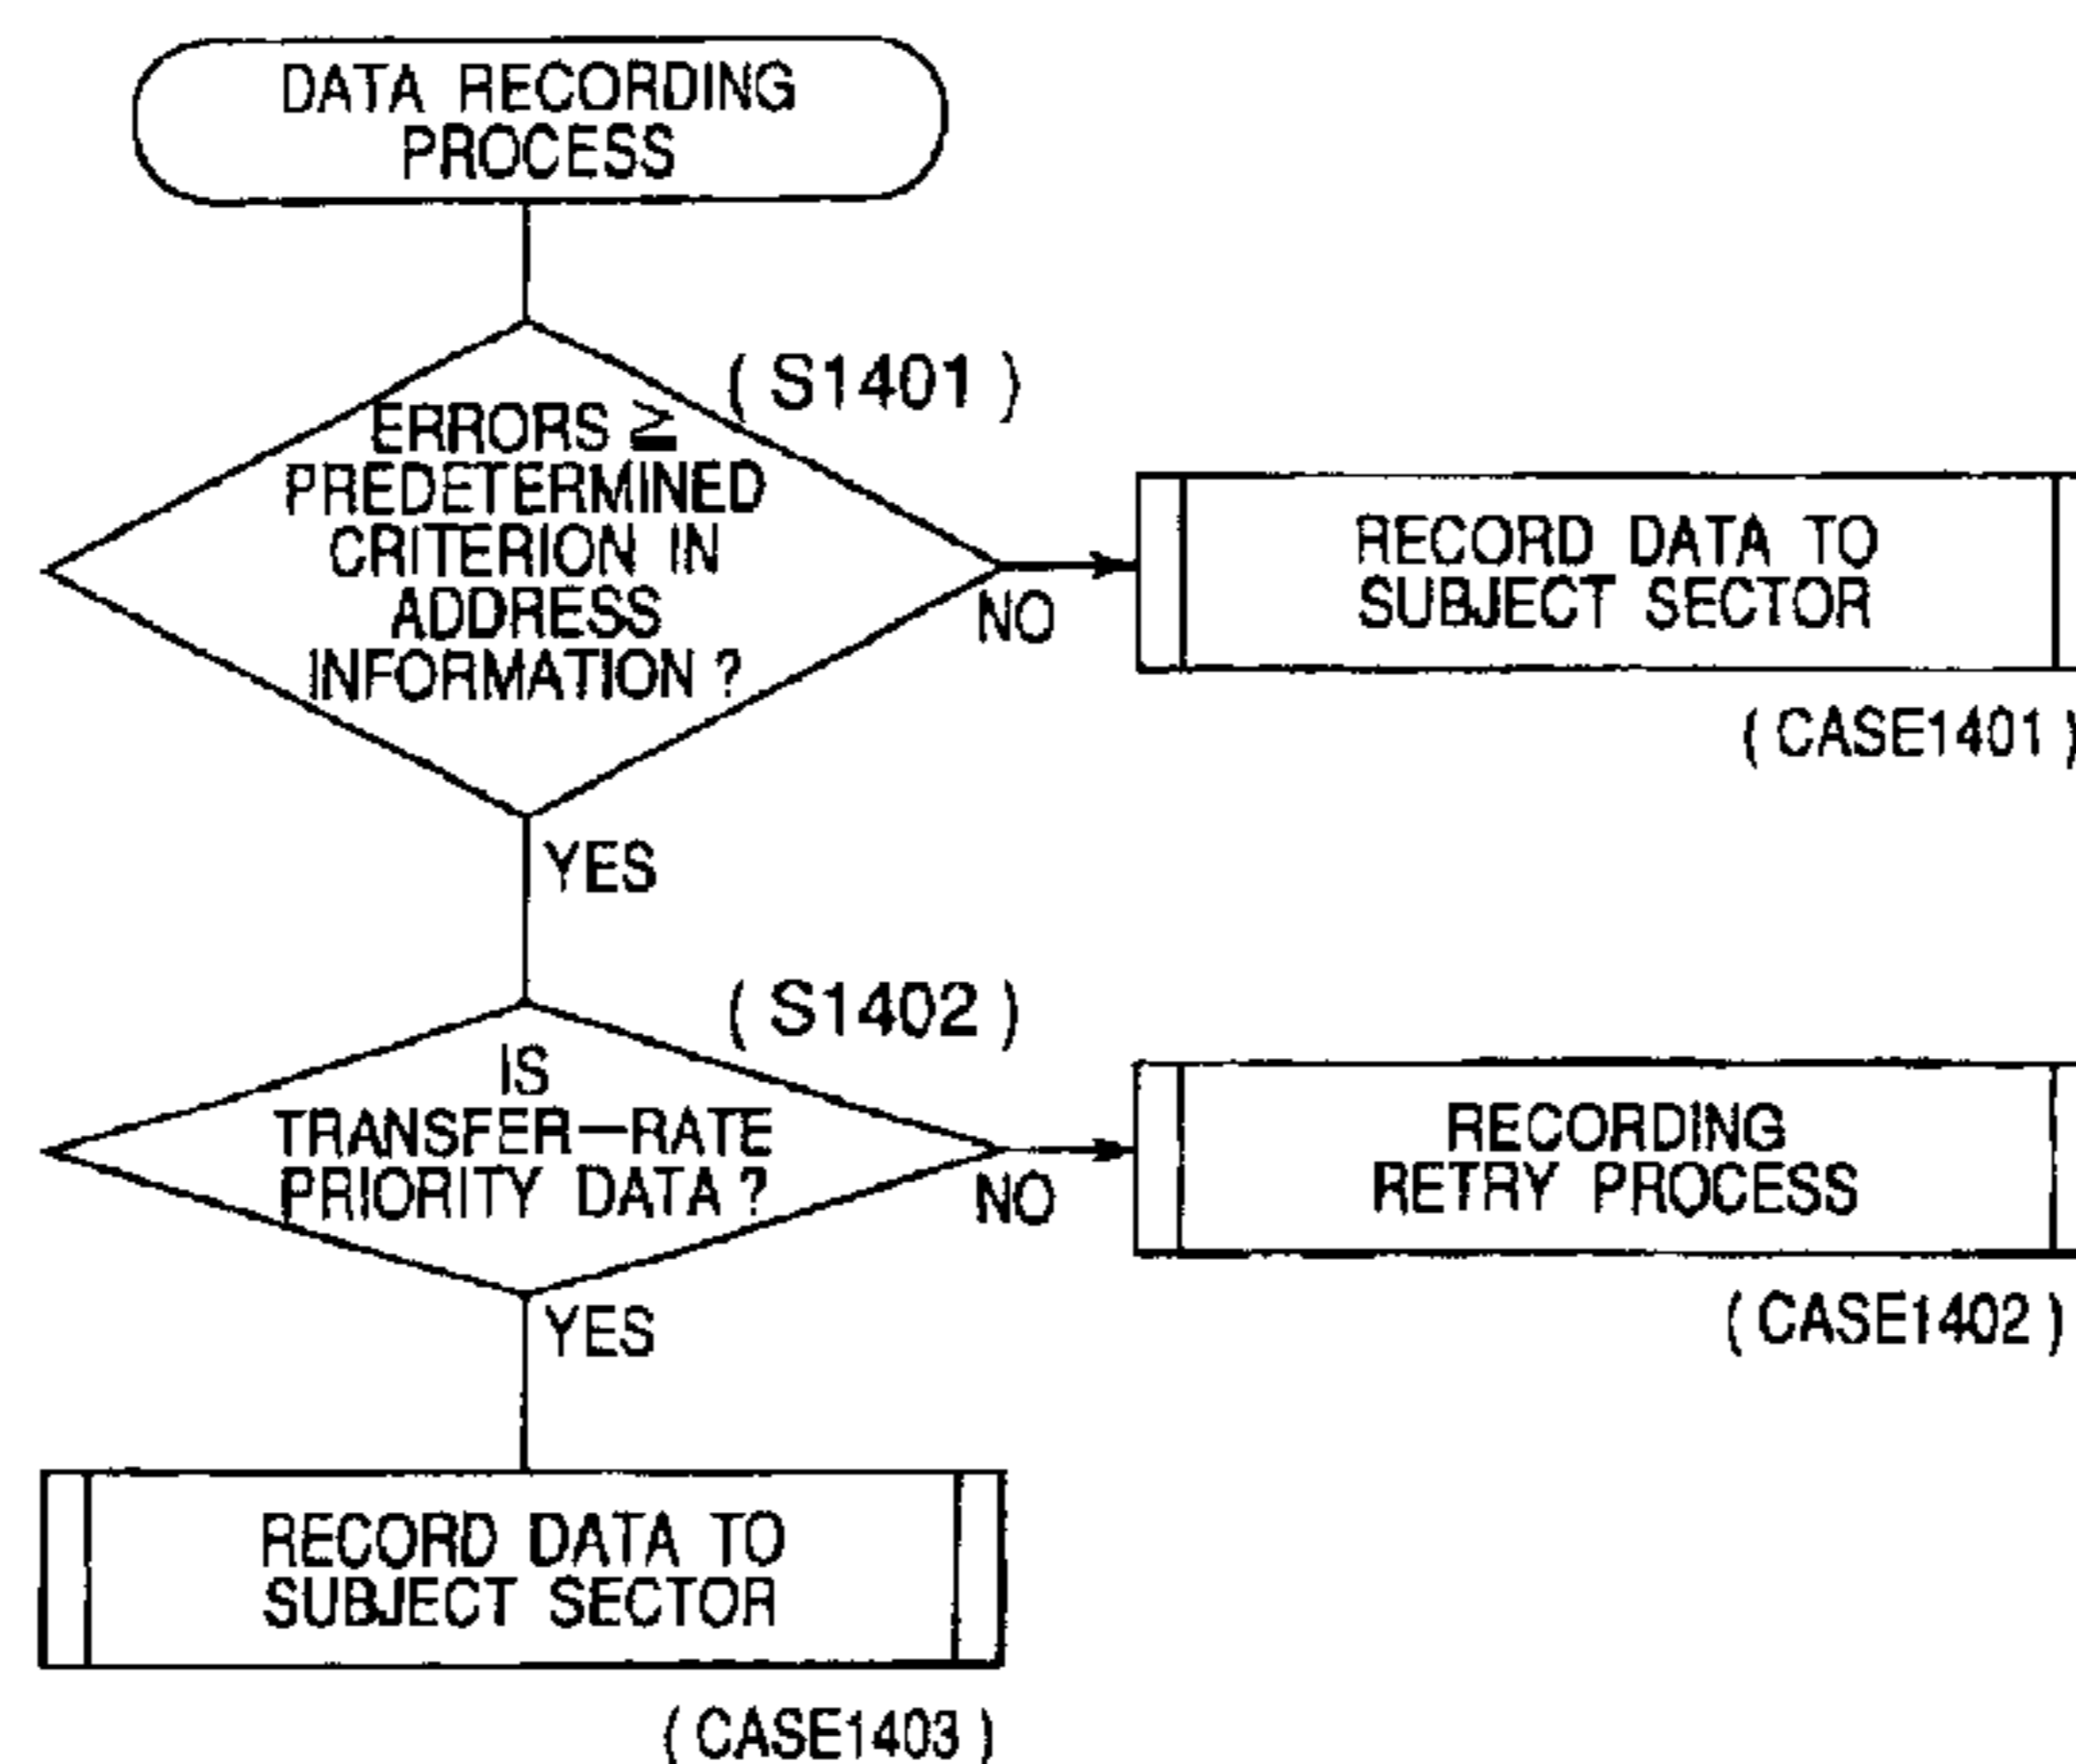 DATA RECORDING
PROCESS
( S1401 )
ERRORS ≧
PREDETERMINED
CRITERION IN
ADDRESS
INFORMATION ?
NO
RECORD DATA TO
SUBJECT SECTOR
( CASE1401 )
YES
( S1402 )
IS
TRANSFER-RATE
PRIORITY DATA ?
NO
RECORDING
RETRY PROCESS
( CASE1402 )
YES
RECORD DATA TO
SUBJECT SECTOR
( CASE1403 )